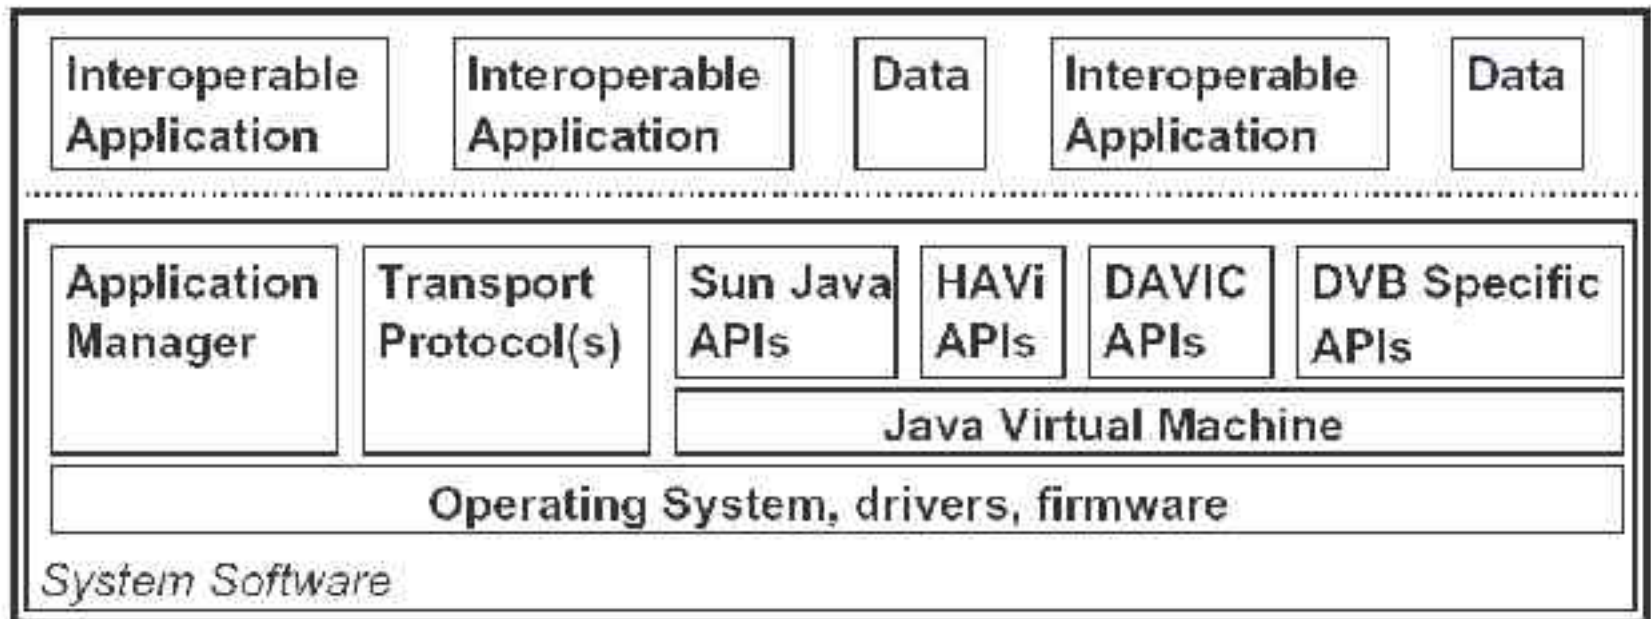 Interoperable
Application
Interoperable
Application
Data
Interoperable
Application
Data
Application
Manager
Transport
Protocol(s)
Sun Java
APIs
HAVi
APIs
DAVIC
APIs
DVB Specific
APIs
Java Virtual Machine
Operating System, drivers, firmware
System Software